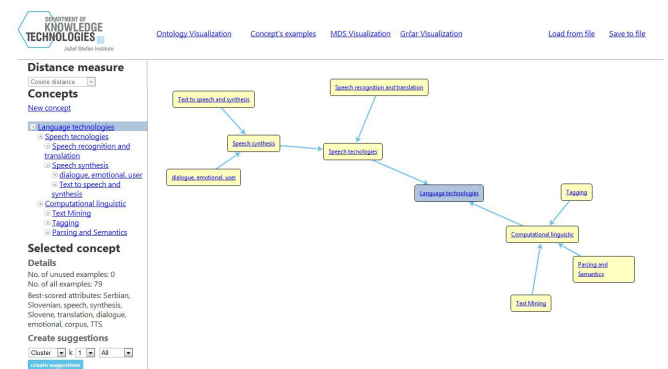 DEPARTMENT OF
KNOWLEDGE
TECHNOLOGIES
Jožef Stefan Institute
Ontology Visualization
Concept's examples
MDS Visualization
Grčar Visualization
Load from file
Save to file
Distance measure
Cosine distance
Concepts
New concept
Language technologies
Speech tecnologies
Speech recognition and
translation
Speech synthesis
dialogue, emotional, user
Text to speech and
synthesis
Computational linguistic
Text Mining
Tagging
Parsing and Semantics
Selected concept
Details
No. of unused examples: 0
No. of all examples: 79
Best-scored attributes: Serbian,
Slovenian, speech, synthesis,
Slovene, translation, dialogue,
emotional, corpus, TTS
Create suggestions
Cluster k 1 All
create suggestions
Speech recognition and translation
Text to speech and synthesis
Speech synthesis
Speech tecnologies
dialogue, emotional, user
Language technologies
Tagging
Computational linguistic
Parsing and
Semantics
Text Mining